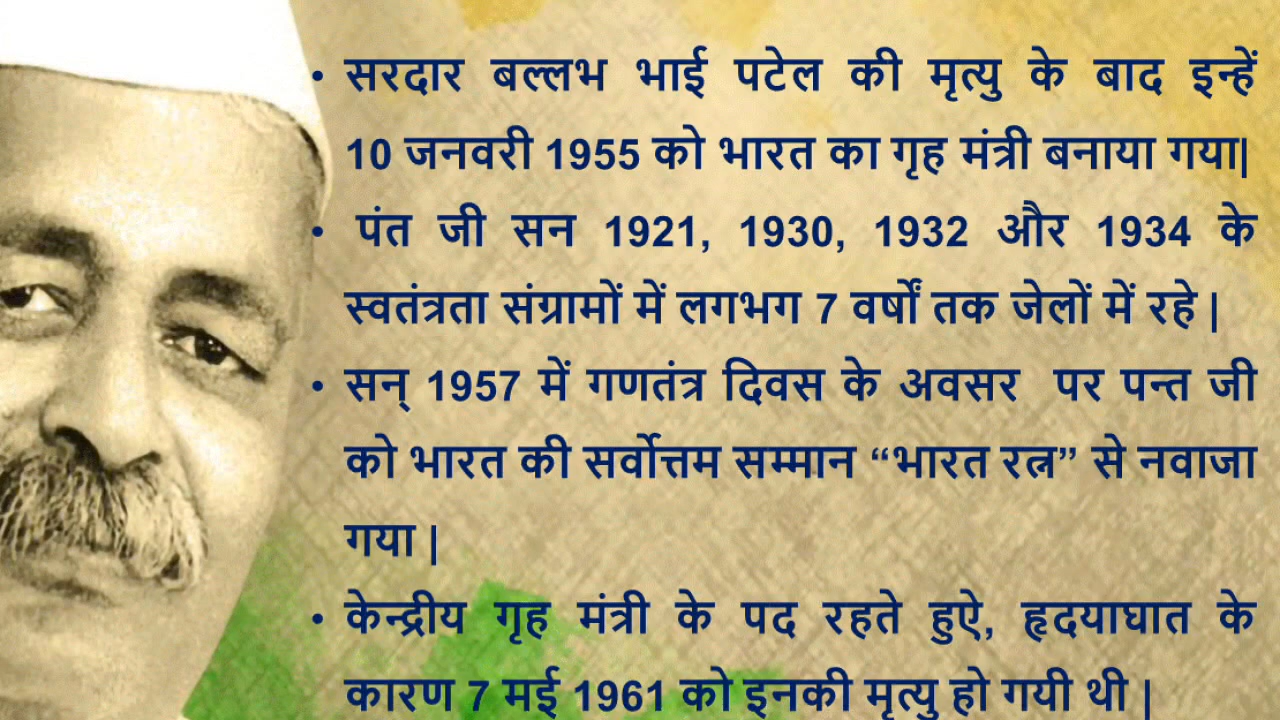 • सरदार बल्लभ भाई पटेल की मृत्यु के बाद इन्हें
10 जनवरी 1955 को भारत का गृह मंत्री बनाया गया|
• पंत जी सन 1921, 1930, 1932 और 1934 के
स्वतंत्रता संग्रामों में लगभग 7 वर्षों तक जेलों में रहे |
• सन् 1957 में गणतंत्र दिवस के अवसर पर पन्त जी
को भारत की सर्वोत्तम सम्मान “भारत रत्न” से नवाजा
गया |
• केन्द्रीय गृह मंत्री के पद रहते हुऐ, हृदयाघात के
कारण 7 मई 1961 को इनकी मृत्यु हो गयी थी |